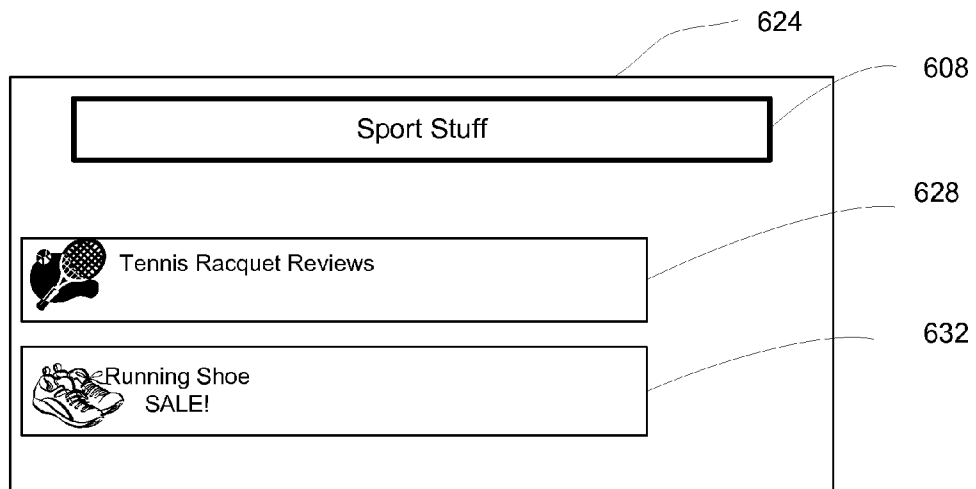 624
608
Sport Stuff
628
Tennis Racquet Reviews
632
Running Shoe
SALE!